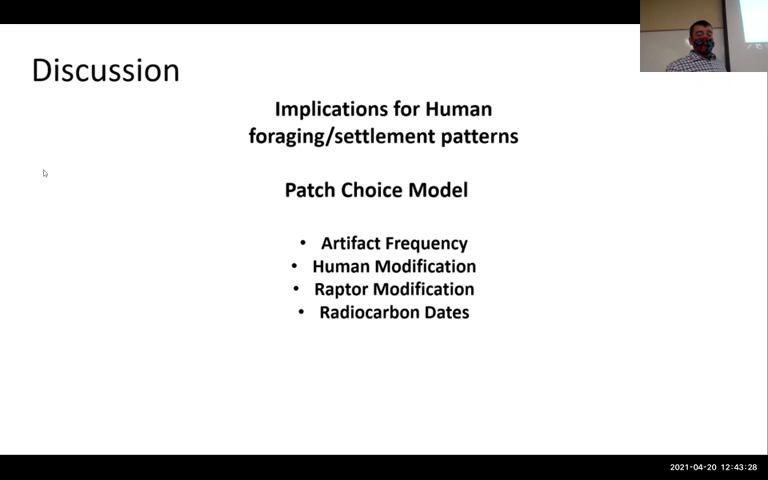 Discussion
Implications for Human
foraging/settlement patterns
Patch Choice Model
• Artifact Frequency
• Human Modification
• Raptor Modification
• Radiocarbon Dates
2021-04-20 12:43:28